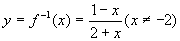 y = f⁻¹(x) = (1 - x)/(2 + x) (x ≠ -2)